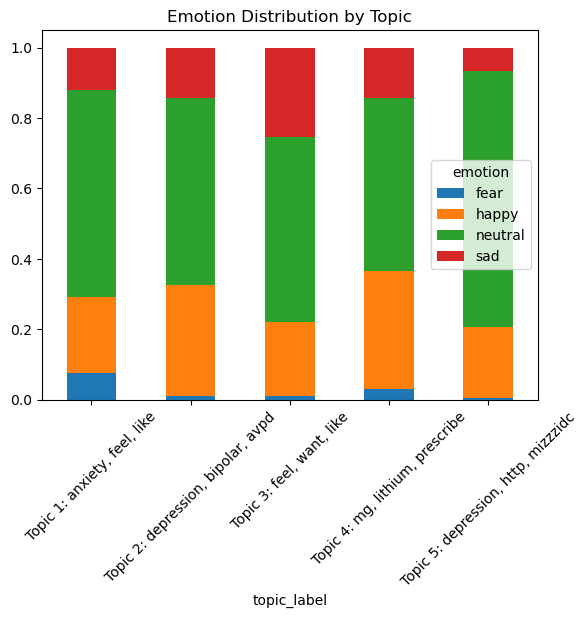 Emotion Distribution by Topic
1.0
0.8
0.6
0.4
0.2
0.0
emotion
fear
happy
neutral
sad
Topic 1: anxiety, feel, like
Topic 2: depression, bipolar, avpd
Topic 3: feel, want, like
Topic 4: mg, lithium, prescribe
Topic 5: depression, http, mizzzidc
topic_label